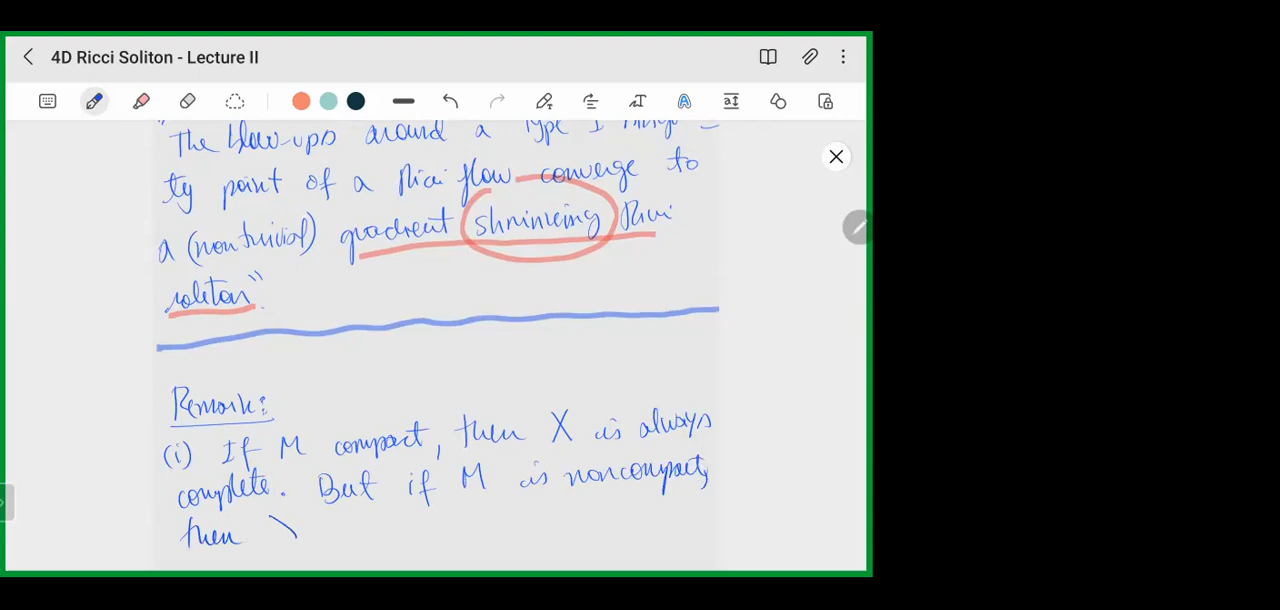 4D Ricci Soliton - Lecture II
"The blow-ups around a Type I
ty point of a Ricci flow converge to
a (nontrivial) gradient shrinking Ricci
soliton".
Remark:
(i) If M compact, then X is always
complete. But if M is noncompact,
then